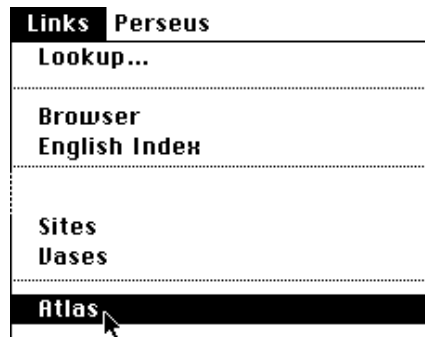 Links Perseus
Lookup...
Browser
English Index
Sites
Vases
Atlas